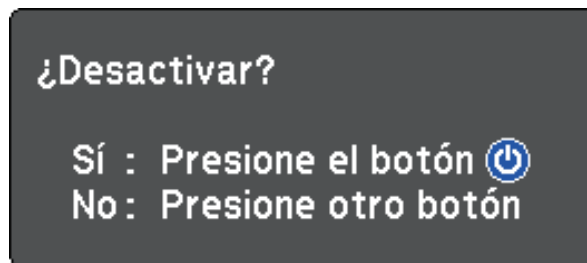 ¿Desactivar?
Sí : Presione el botón
No : Presione otro botón